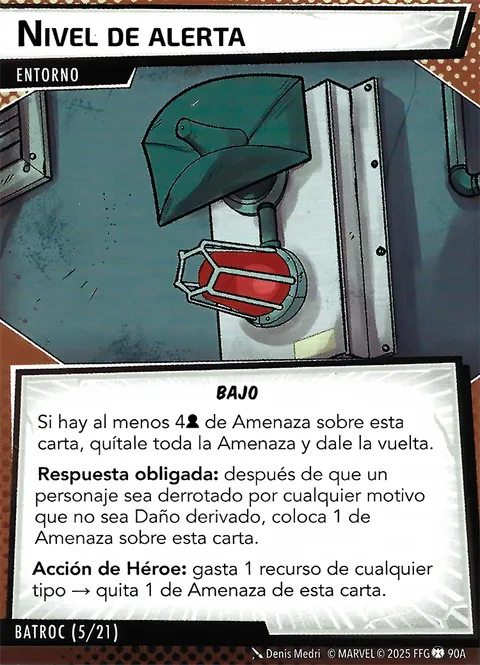 NIVEL DE ALERTA
ENTORNO
BAJO
Si hay al menos 4 de Amenaza sobre esta
carta, quítale toda la Amenaza y dale la vuelta.
Respuesta obligada: después de que un
personaje sea derrotado por cualquier motivo
que no sea Daño derivado, coloca 1 de
Amenaza sobre esta carta.
Acción de Héroe: gasta 1 recurso de cualquier
tipo → quita 1 de Amenaza de esta carta.
BATROC (5/21)
Denis Medri © MARVEL © 2025 FFG 90A